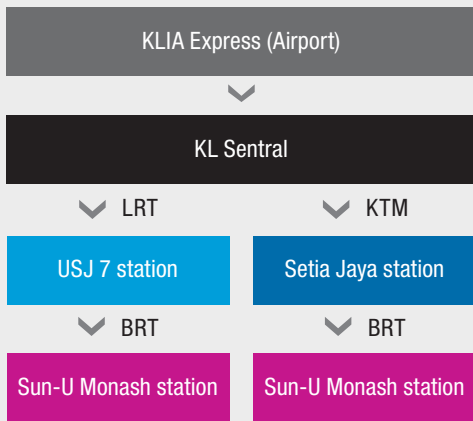 KLIA Express (Airport)
KL Sentral
LRT
KTM
USJ 7 station
Setia Jaya station
BRT
BRT
Sun-U Monash station
Sun-U Monash station